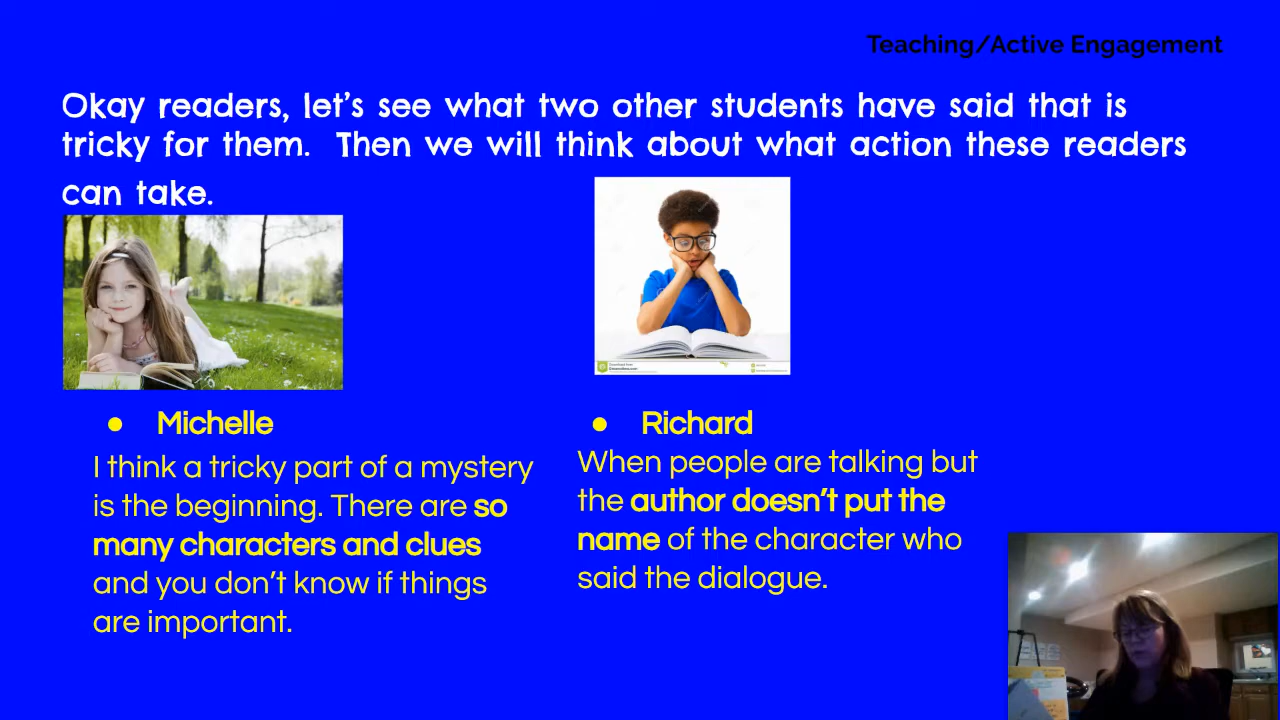 Teaching/Active Engagement
Okay readers, let's see what two other students have said that is
tricky for them.  Then we will think about what action these readers
can take.
● Michelle
I think a tricky part of a mystery
is the beginning. There are so
many characters and clues
and you don't know if things
are important.
● Richard
When people are talking but
the author doesn't put the
name of the character who
said the dialogue.